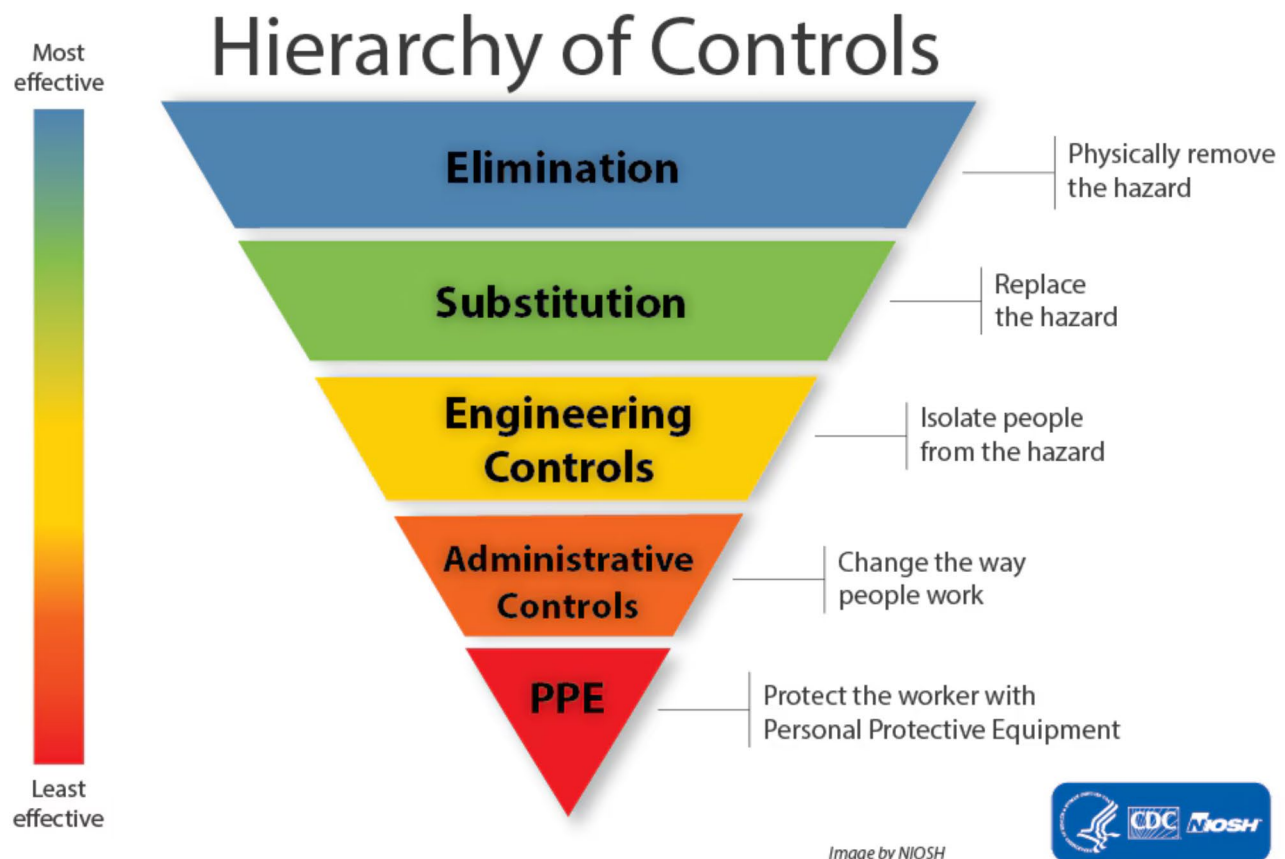 Hierarchy of Controls
Most
effective
Elimination
Physically remove
the hazard
Substitution
Replace
the hazard
Engineering
Controls
Isolate people
from the hazard
Administrative
Controls
Change the way
people work
PPE
Protect the worker with
Personal Protective Equipment
Least
effective
CDC
NIOSH
Image by NIOSH